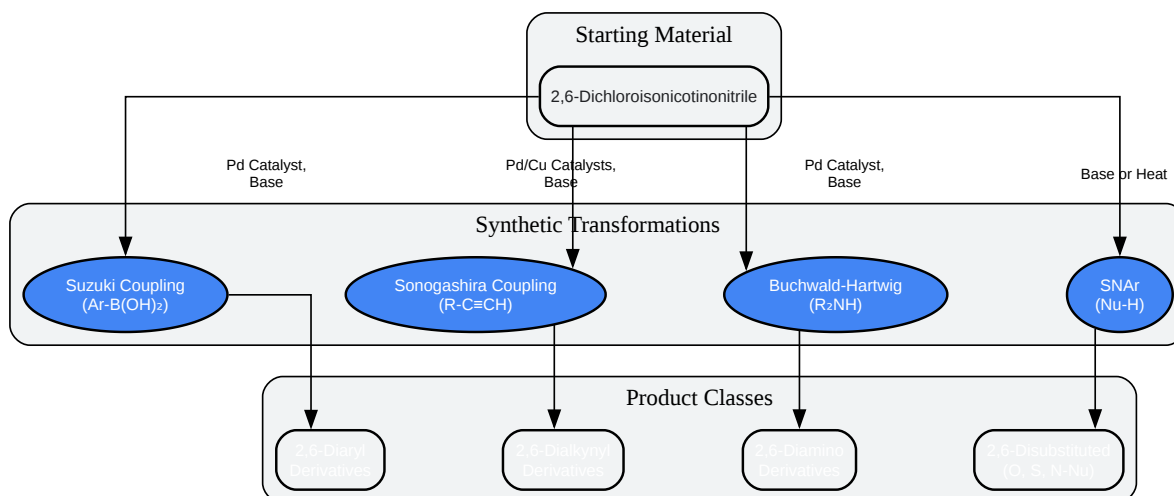 Starting Material
2,6-Dichloroisonicotinonitrile
Pd Catalyst,
Base
Pd/Cu Catalysts,
Base
Pd Catalyst,
Base
Base or Heat
Synthetic Transformations
Suzuki Coupling
(Ar-B(OH)₂)
Sonogashira Coupling
(R-C≡CH)
Buchwald-Hartwig
(R₂NH)
SNAr
(Nu-H)
Product Classes
2,6-Diaryl
Derivatives
2,6-Dialkynyl
Derivatives
2,6-Diamino
Derivatives
2,6-Disubstituted
(O, S, N-Nu)